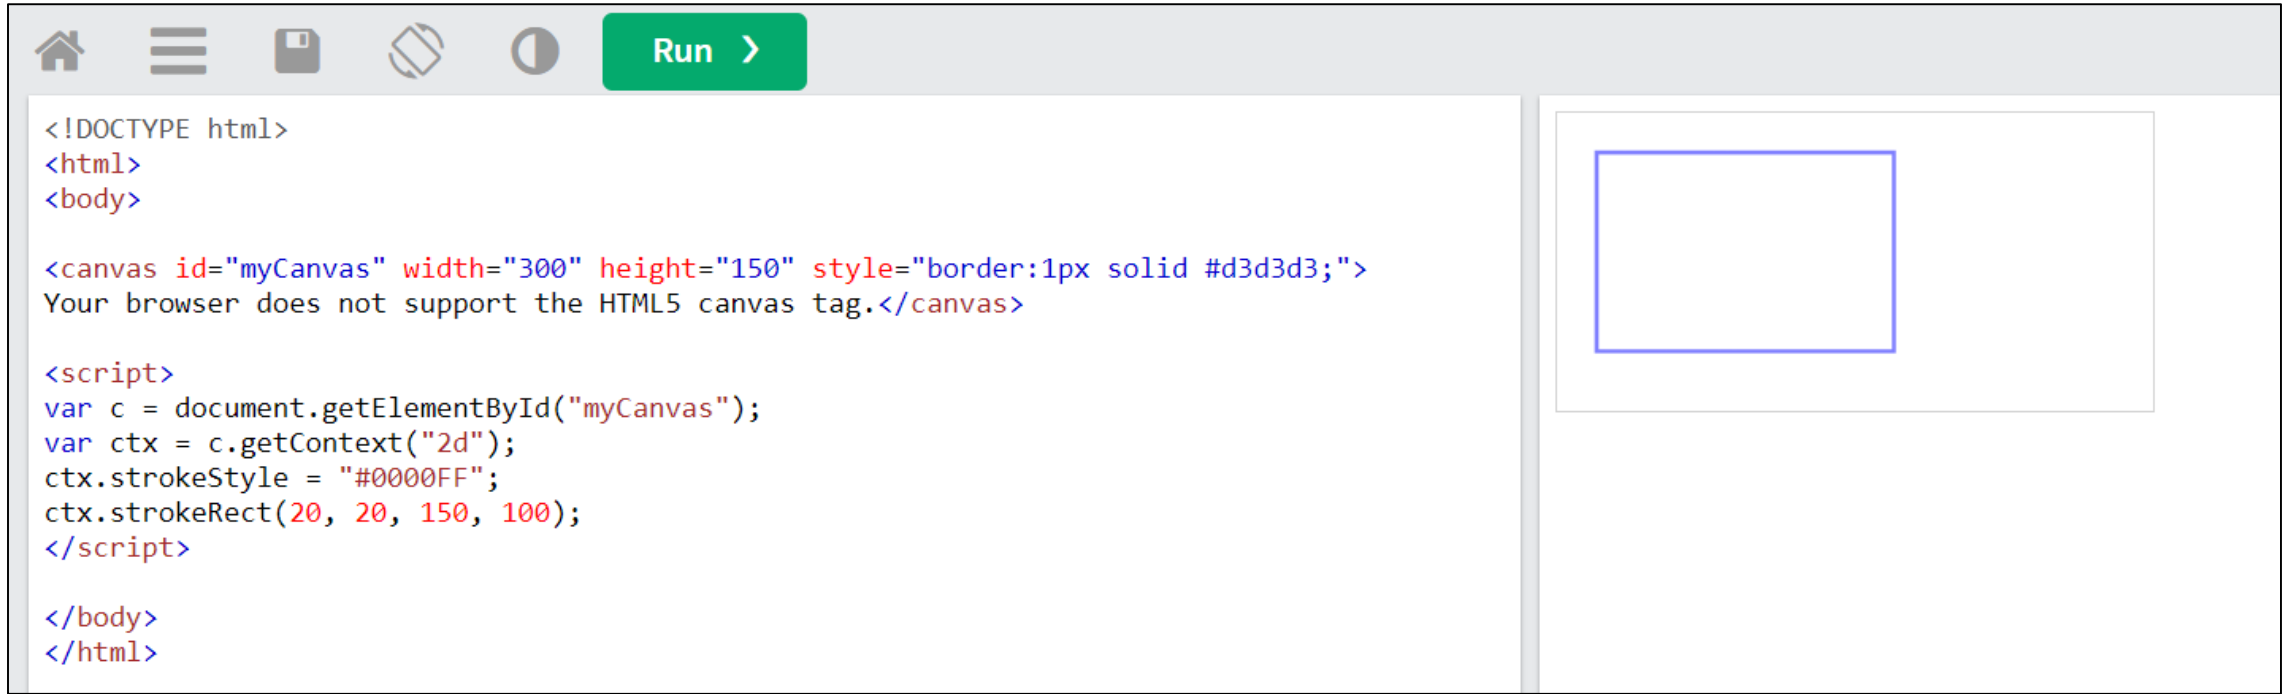 Run ❯
<!DOCTYPE html>
<html>
<body>
<canvas id="myCanvas" width="300" height="150" style="border:1px solid #d3d3d3;">
Your browser does not support the HTML5 canvas tag.</canvas>
<script>
var c = document.getElementById("myCanvas");
var ctx = c.getContext("2d");
ctx.strokeStyle = "#0000FF";
ctx.strokeRect(20, 20, 150, 100);
</script>
</body>
</html>